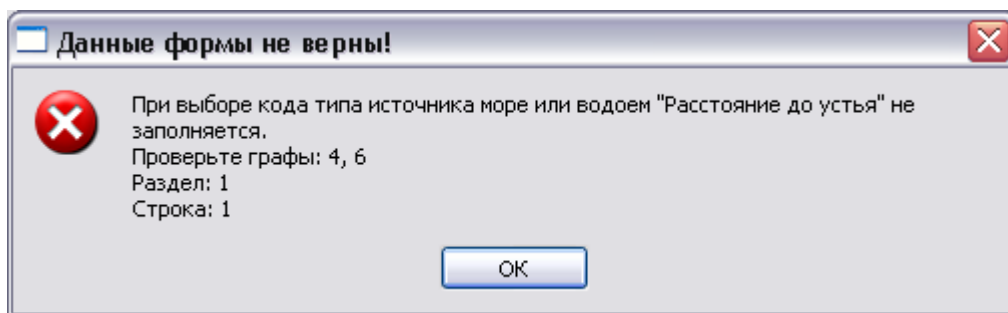 Данные формы не верны!
При выборе кода типа источника море или водоем "Расстояние до устья" не
заполняется.
Проверьте графы: 4, 6
Раздел: 1
Строка: 1
ОК